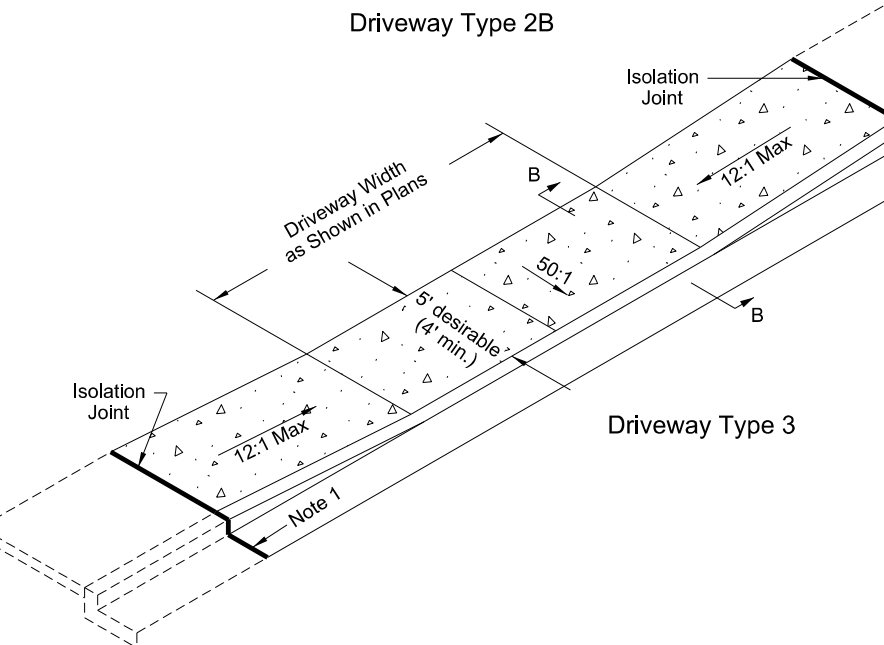 Driveway Type 2B
Isolation
Joint
12:1 Max
B
Driveway Width
as Shown in Plans
50:1
B
5' desirable
(4' min.)
Isolation
Joint
12:1 Max
Driveway Type 3
Note 1